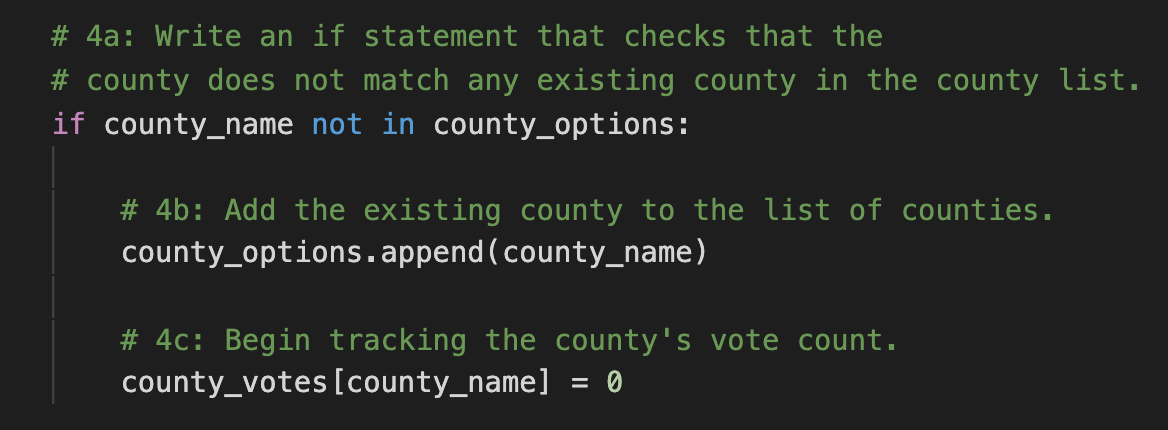 # 4a: Write an if statement that checks that the
# county does not match any existing county in the county list.
if county_name not in county_options:
# 4b: Add the existing county to the list of counties.
county_options.append(county_name)
# 4c: Begin tracking the county's vote count.
county_votes[county_name] = 0